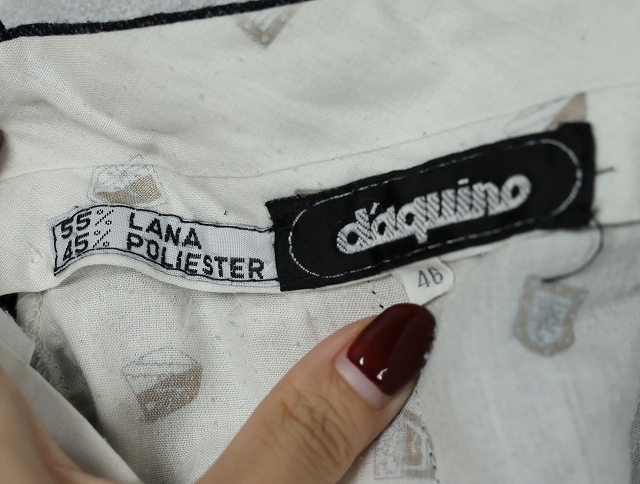 55% LANA
45% POLIESTER
d'aquino
46